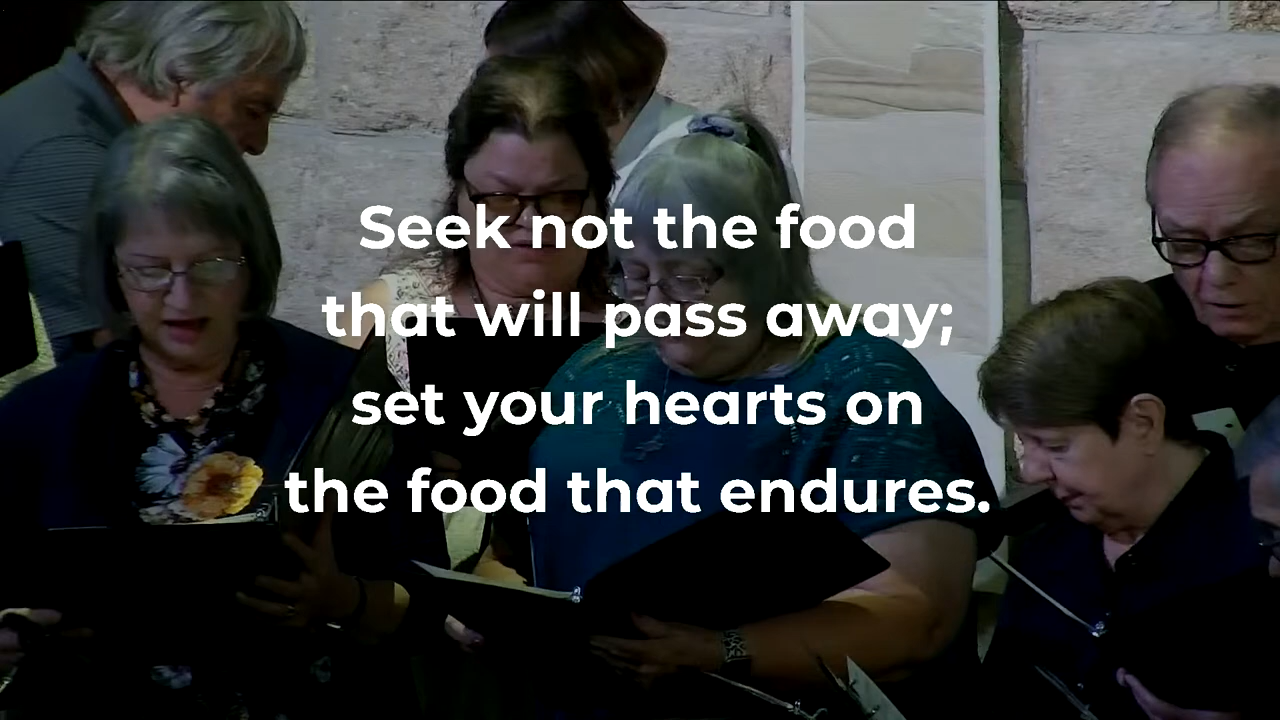 Seek not the food
that will pass away;
set your hearts on
the food that endures.